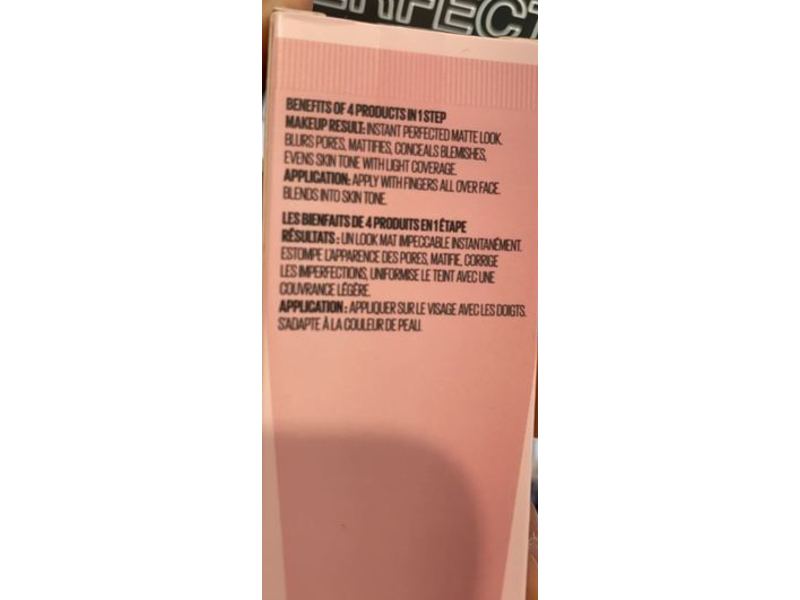 PERFECT
BENEFITS OF 4 PRODUCTS IN 1 STEP
MAKEUP RESULT: INSTANT PERFECTED MATTE LOOK.
BLURS PORES, MATTIFIES, CONCEALS BLEMISHES,
EVENS SKIN TONE WITH LIGHT COVERAGE.
APPLICATION: APPLY WITH FINGERS ALL OVER FACE.
BLENDS INTO SKIN TONE.
LES BIENFAITS DE 4 PRODUITS EN 1 ÉTAPE
RÉSULTATS : UN LOOK MAT IMPECCABLE INSTANTANÉMENT.
ESTOMPE L'APPARENCE DES PORES, MATIFIE, CORRIGE
LES IMPERFECTIONS, UNIFORMISE LE TEINT AVEC UNE
COUVRANCE LÉGÈRE.
APPLICATION : APPLIQUER SUR LE VISAGE AVEC LES DOIGTS.
S'ADAPTE À LA COULEUR DE PEAU.